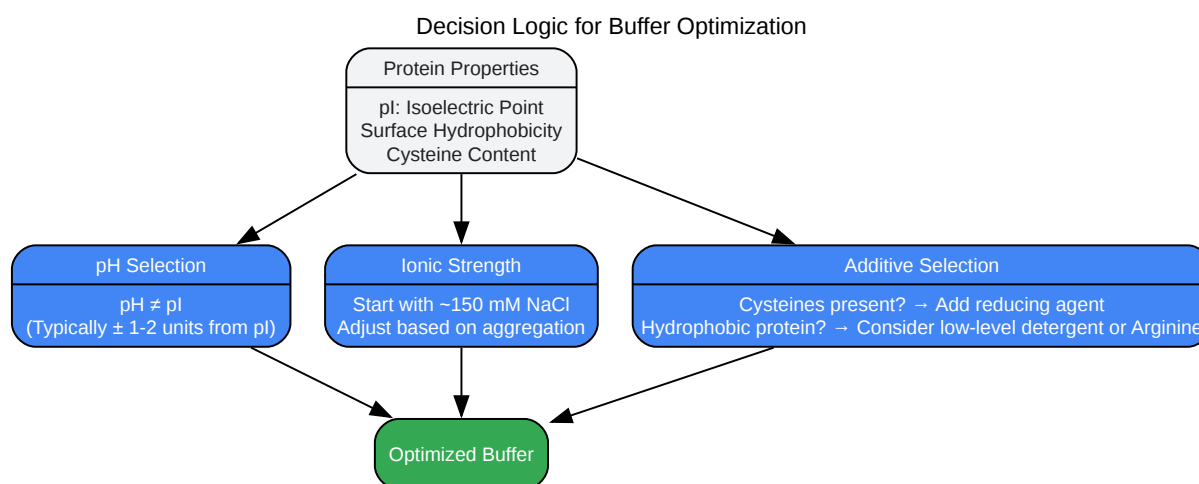 Decision Logic for Buffer Optimization
Protein Properties
pI: Isoelectric Point
Surface Hydrophobicity
Cysteine Content
pH Selection
pH ≠ pI
(Typically ± 1-2 units from pI)
Ionic Strength
Start with ~150 mM NaCl
Adjust based on aggregation
Additive Selection
Cysteines present? → Add reducing agent
Hydrophobic protein? → Consider low-level detergent or Arginine
Optimized Buffer